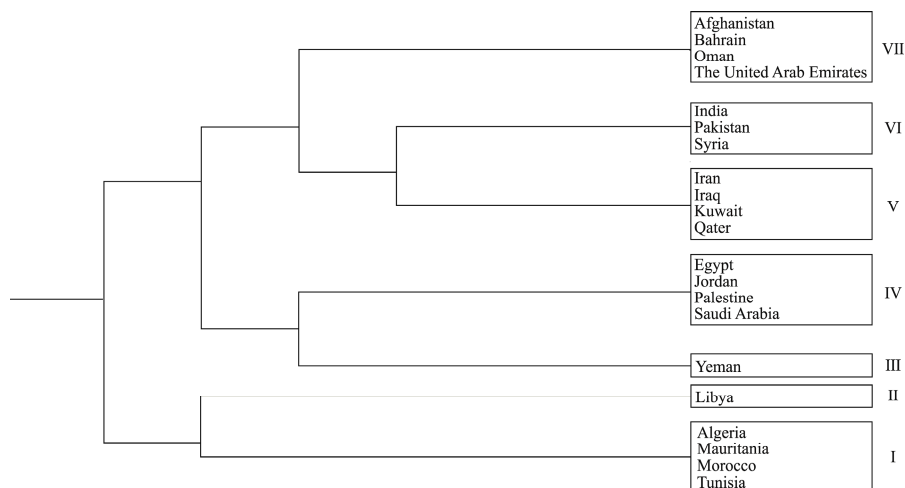 Afghanistan
Bahrain
Oman
The United Arab Emirates
VII
India
Pakistan
Syria
VI
Iran
Iraq
Kuwait
Qater
V
Egypt
Jordan
Palestine
Saudi Arabia
IV
Yeman
III
Libya
II
Algeria
Mauritania
Morocco
Tunisia
I